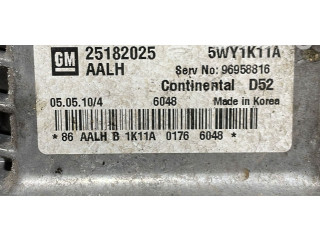 GM 25182025 5WY1K11A
AALH Serv No: 96958816
Continental D52
05.05.10/4 6048 Made in Korea
* 86 AALH B 1K11A 0176 6048 *